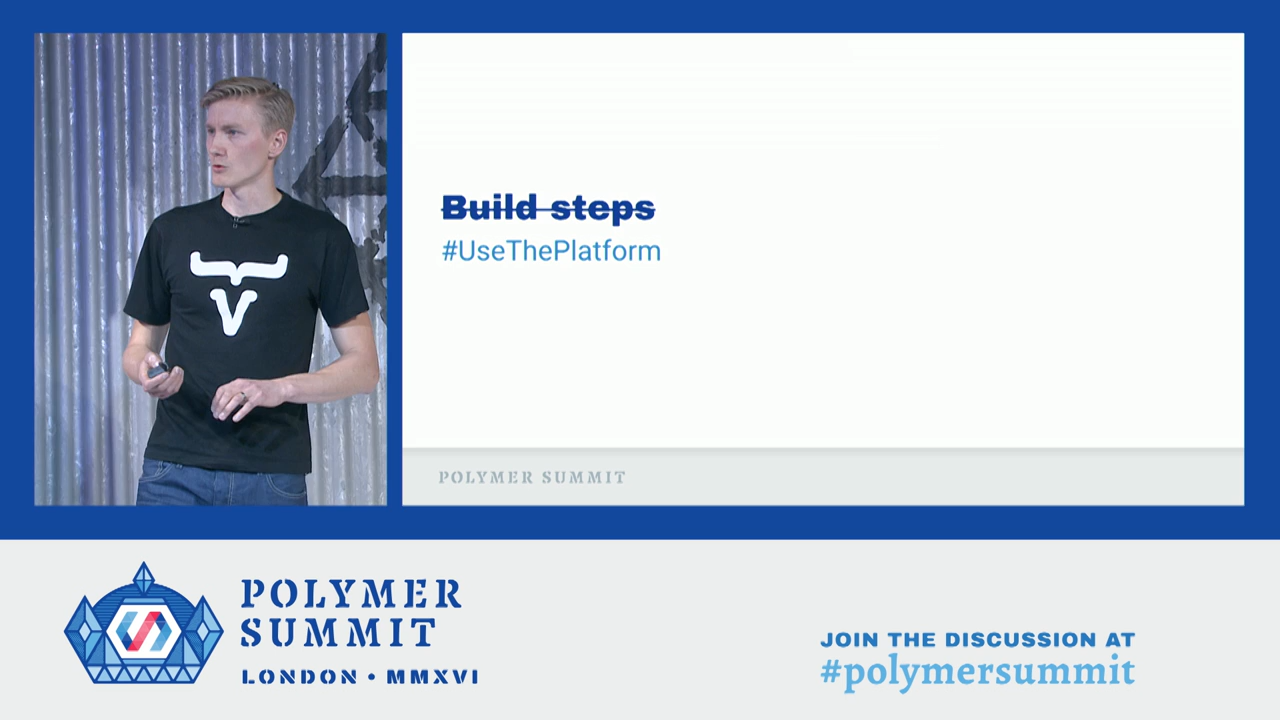 Build steps
#UseThePlatform
POLYMER SUMMIT
POLYMER
SUMMIT
LONDON • MMXVI
JOIN THE DISCUSSION AT
#polymersummit